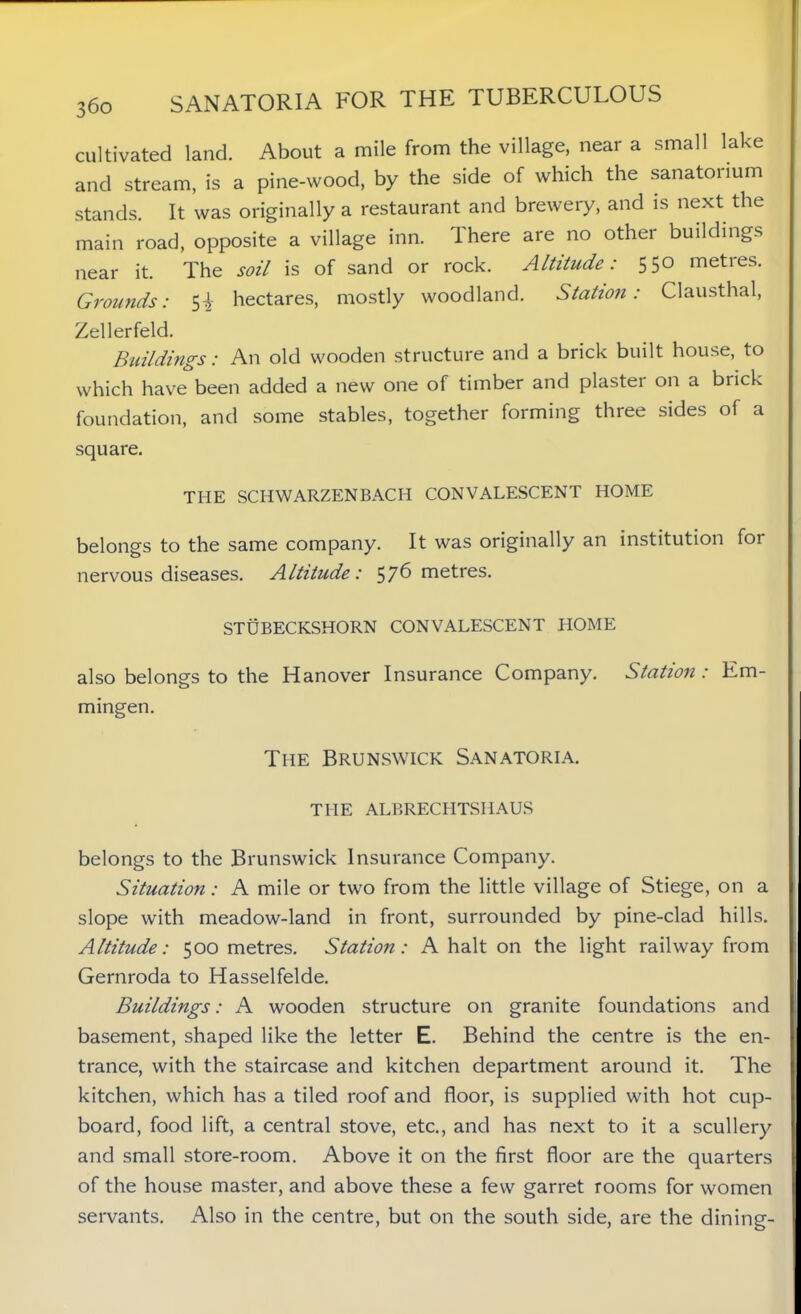 360 SANATORIA FOR THE TUBERCULOUS
cultivated land. About a mile from the village, near a small lake
and stream, is a pine-wood, by the side of which the sanatorium
stands. It was originally a restaurant and brewery, and is next the
main road, opposite a village inn. There are no other buildings
near it. The soil is of sand or rock. Altitude: 550 metres.
Grounds: 5½ hectares, mostly woodland. Station: Clausthal,
Zellerfeld.
Buildings: An old wooden structure and a brick built house, to
which have been added a new one of timber and plaster on a brick
foundation, and some stables, together forming three sides of a
square.
THE SCHWARZENBACH CONVALESCENT HOME
belongs to the same company. It was originally an institution for
nervous diseases. Altitude: 576 metres.
STÜBECKSHORN CONVALESCENT HOME
also belongs to the Hanover Insurance Company. Station: Em-
mingen.
The Brunswick Sanatoria.
THE ALBRECHTSHAUS
belongs to the Brunswick Insurance Company.
Situation: A mile or two from the little village of Stiege, on a
slope with meadow-land in front, surrounded by pine-clad hills.
Altitude: 500 metres. Station: A halt on the light railway from
Gernroda to Hasselfelde.
Buildings: A wooden structure on granite foundations and
basement, shaped like the letter E. Behind the centre is the en-
trance, with the staircase and kitchen department around it. The
kitchen, which has a tiled roof and floor, is supplied with hot cup-
board, food lift, a central stove, etc., and has next to it a scullery
and small store-room. Above it on the first floor are the quarters
of the house master, and above these a few garret rooms for women
servants. Also in the centre, but on the south side, are the dining-